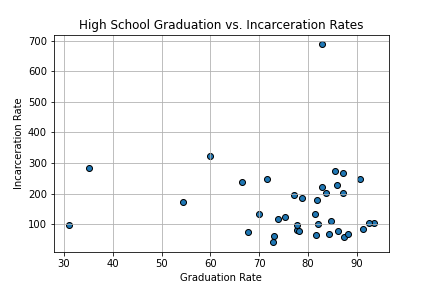 High School Graduation vs. Incarceration Rates
700
600
500
400
300
200
100
Incarceration Rate
30 40 50 60 70 80 90
Graduation Rate